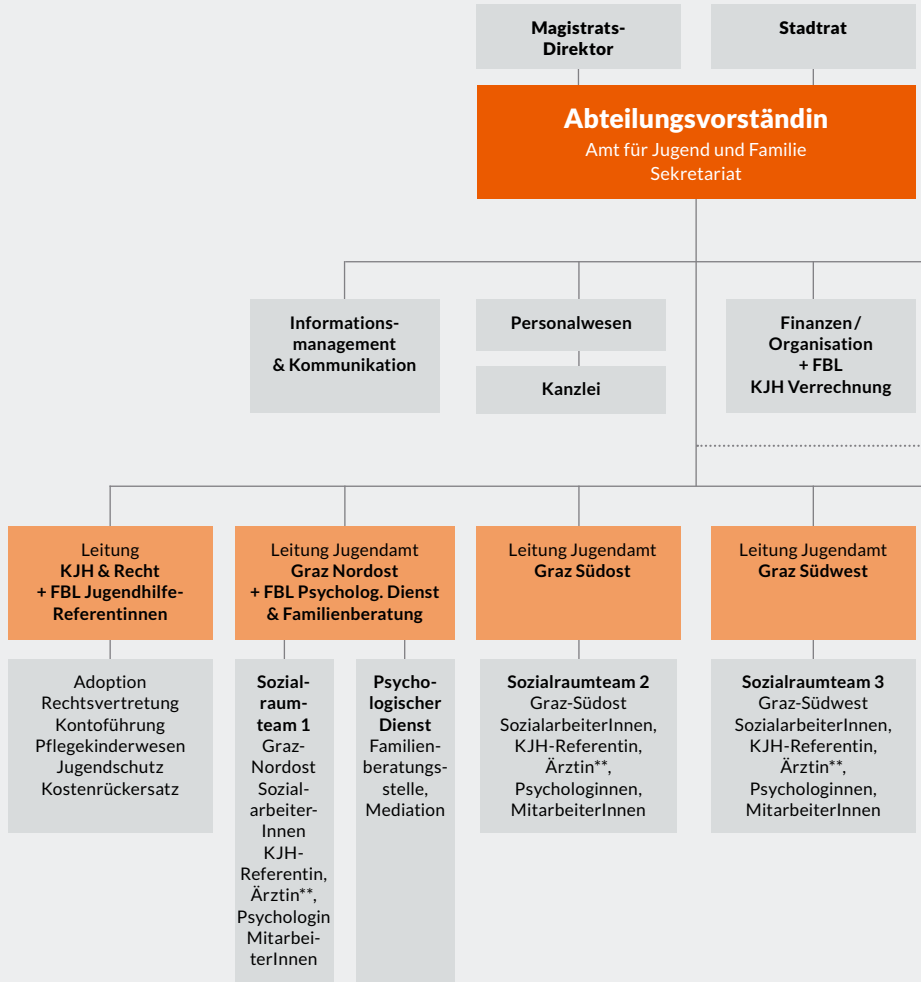 Magistrats-
Direktor
Stadtrat
Abteilungsvorständin
Amt für Jugend und Familie
Sekretariat
Informations-
management
& Kommunikation
Personalwesen
Kanzlei
Finanzen/
Organisation
+ FBL
KJH Verrechnung
Leitung
KJH & Recht
+ FBL Jugendhilfe-
Referentinnen
Leitung Jugendamt
Graz Nordost
+ FBL Psycholog. Dienst
& Familienberatung
Leitung Jugendamt
Graz Südost
Leitung Jugendamt
Graz Südwest
Adoption
Rechtsvertretung
Kontoführung
Pflegekinderwesen
Jugendschutz
Kostenrückersatz
Sozial-
raum-
team 1
Graz-
Nordost
Sozial-
arbeiter-
Innen
KJH-
Referentin,
Ärztin**,
Psychologin
Mitarbei-
terInnen
Psycho-
logischer
Dienst
Familien-
beratungs-
stelle,
Mediation
Sozialraumteam 2
Graz-Südost
SozialarbeiterInnen,
KJH-Referentin,
Ärztin**,
Psychologinnen,
MitarbeiterInnen
Sozialraumteam 3
Graz-Südwest
SozialarbeiterInnen,
KJH-Referentin,
Ärztin**,
Psychologinnen,
MitarbeiterInnen